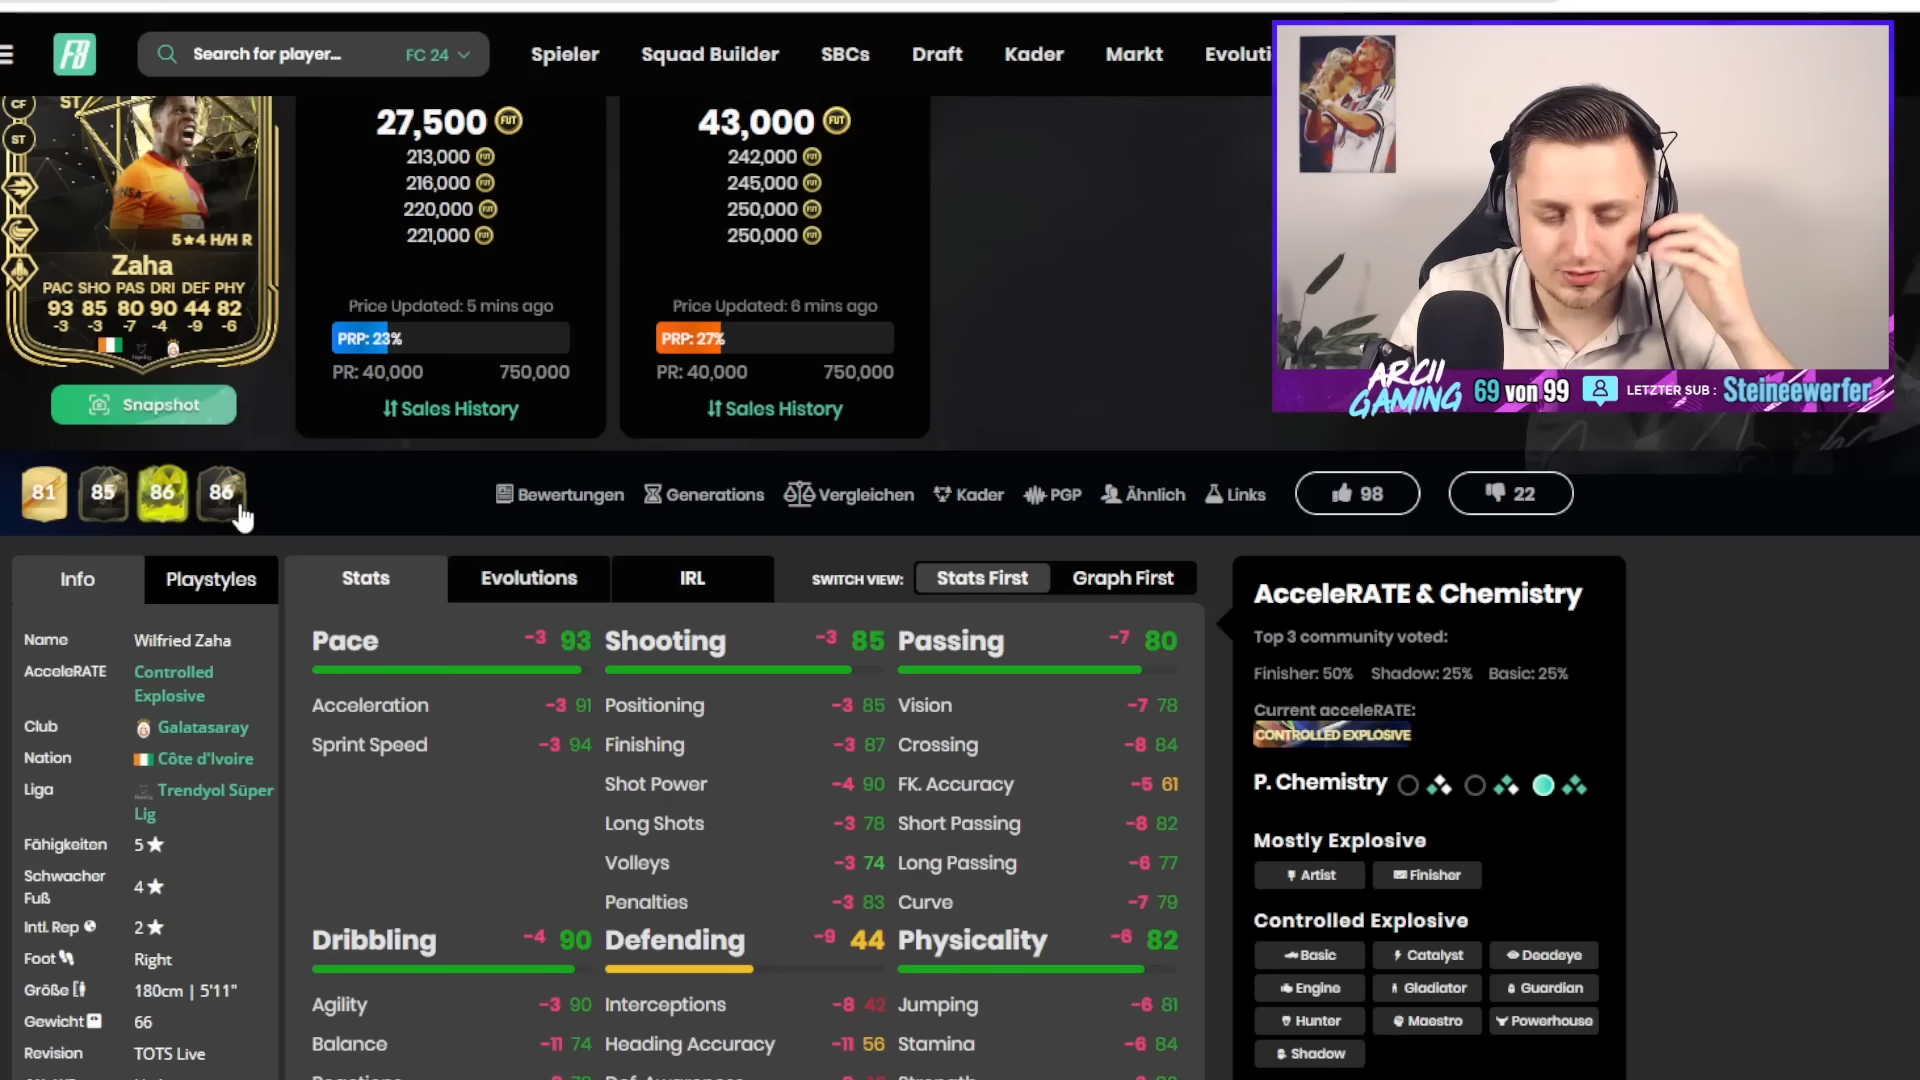 Search for player...
FC 24
Spieler
Squad Builder
SBCs
Draft
Kader
Markt
Evoluti
CF
ST
ST
5★4 H/H R
Zaha
PAC SHO PAS DRI DEF PHY
93 85 80 90 44 82
-3 -3 -7 -4 -9 -6
Snapshot
27,500
213,000
216,000
220,000
221,000
Price Updated: 5 mins ago
PRP: 23%
PR: 40,000 750,000
Sales History
43,000
242,000
245,000
250,000
250,000
Price Updated: 6 mins ago
PRP: 27%
PR: 40,000 750,000
Sales History
ARCII
GAMING
69 von 99
LETZTER SUB :
Steineewerfer
81
85
86
86
Bewertungen
Generations
Vergleichen
Kader
PGP
Ähnlich
Links
98
22
Info
Playstyles
Name Wilfried Zaha
AcceleRATE Controlled
Explosive
Club Galatasaray
Nation Côte d'Ivoire
Liga Trendyol Süper
Lig
Fähigkeiten 5★
Schwacher
Fuß 4★
Intl. Rep 2★
Foot Right
Größe 180cm | 5'11"
Gewicht 66
Revision TOTS Live
Stats
Evolutions
IRL
SWITCH VIEW:
Stats First
Graph First
Pace -3 93
Acceleration -3 91
Sprint Speed -3 94
Shooting -3 85
Positioning -3 85
Finishing -3 87
Shot Power -4 90
Long Shots -3 78
Volleys -3 74
Penalties -3 83
Passing -7 80
Vision -7 78
Crossing -8 84
FK. Accuracy -5 61
Short Passing -8 82
Long Passing -6 77
Curve -7 79
Dribbling -4 90
Agility -3 90
Balance -11 74
Defending -9 44
Interceptions -8 42
Heading Accuracy -11 56
Physicality -6 82
Jumping -6 81
Stamina -6 84
AcceleRATE & Chemistry
Top 3 community voted:
Finisher: 50% Shadow: 25% Basic: 25%
Current acceleRATE:
CONTROLLED EXPLOSIVE
P. Chemistry
Mostly Explosive
Artist
Finisher
Controlled Explosive
Basic
Catalyst
Deadeye
Engine
Gladiator
Guardian
Hunter
Maestro
Powerhouse
Shadow